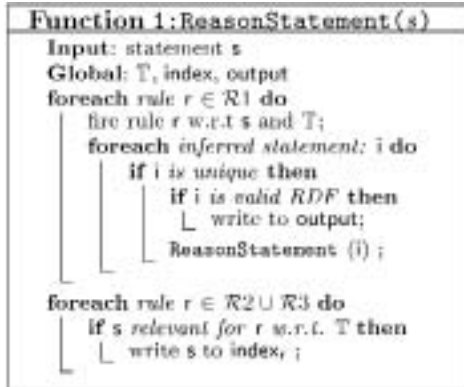 Function 1:ReasonStatement(s)
Input: statement s
Global: 𝕋, index, output
foreach rule r ∈ ℛ1 do
fire rule r w.r.t s and 𝕋;
foreach inferred statement: i do
if i is unique then
if i is valid RDF then
write to output;
ReasonStatement (i) ;
foreach rule r ∈ ℛ2 ∪ ℛ3 do
if s relevant for r w.r.t. 𝕋 then
write s to indexᵣ ;